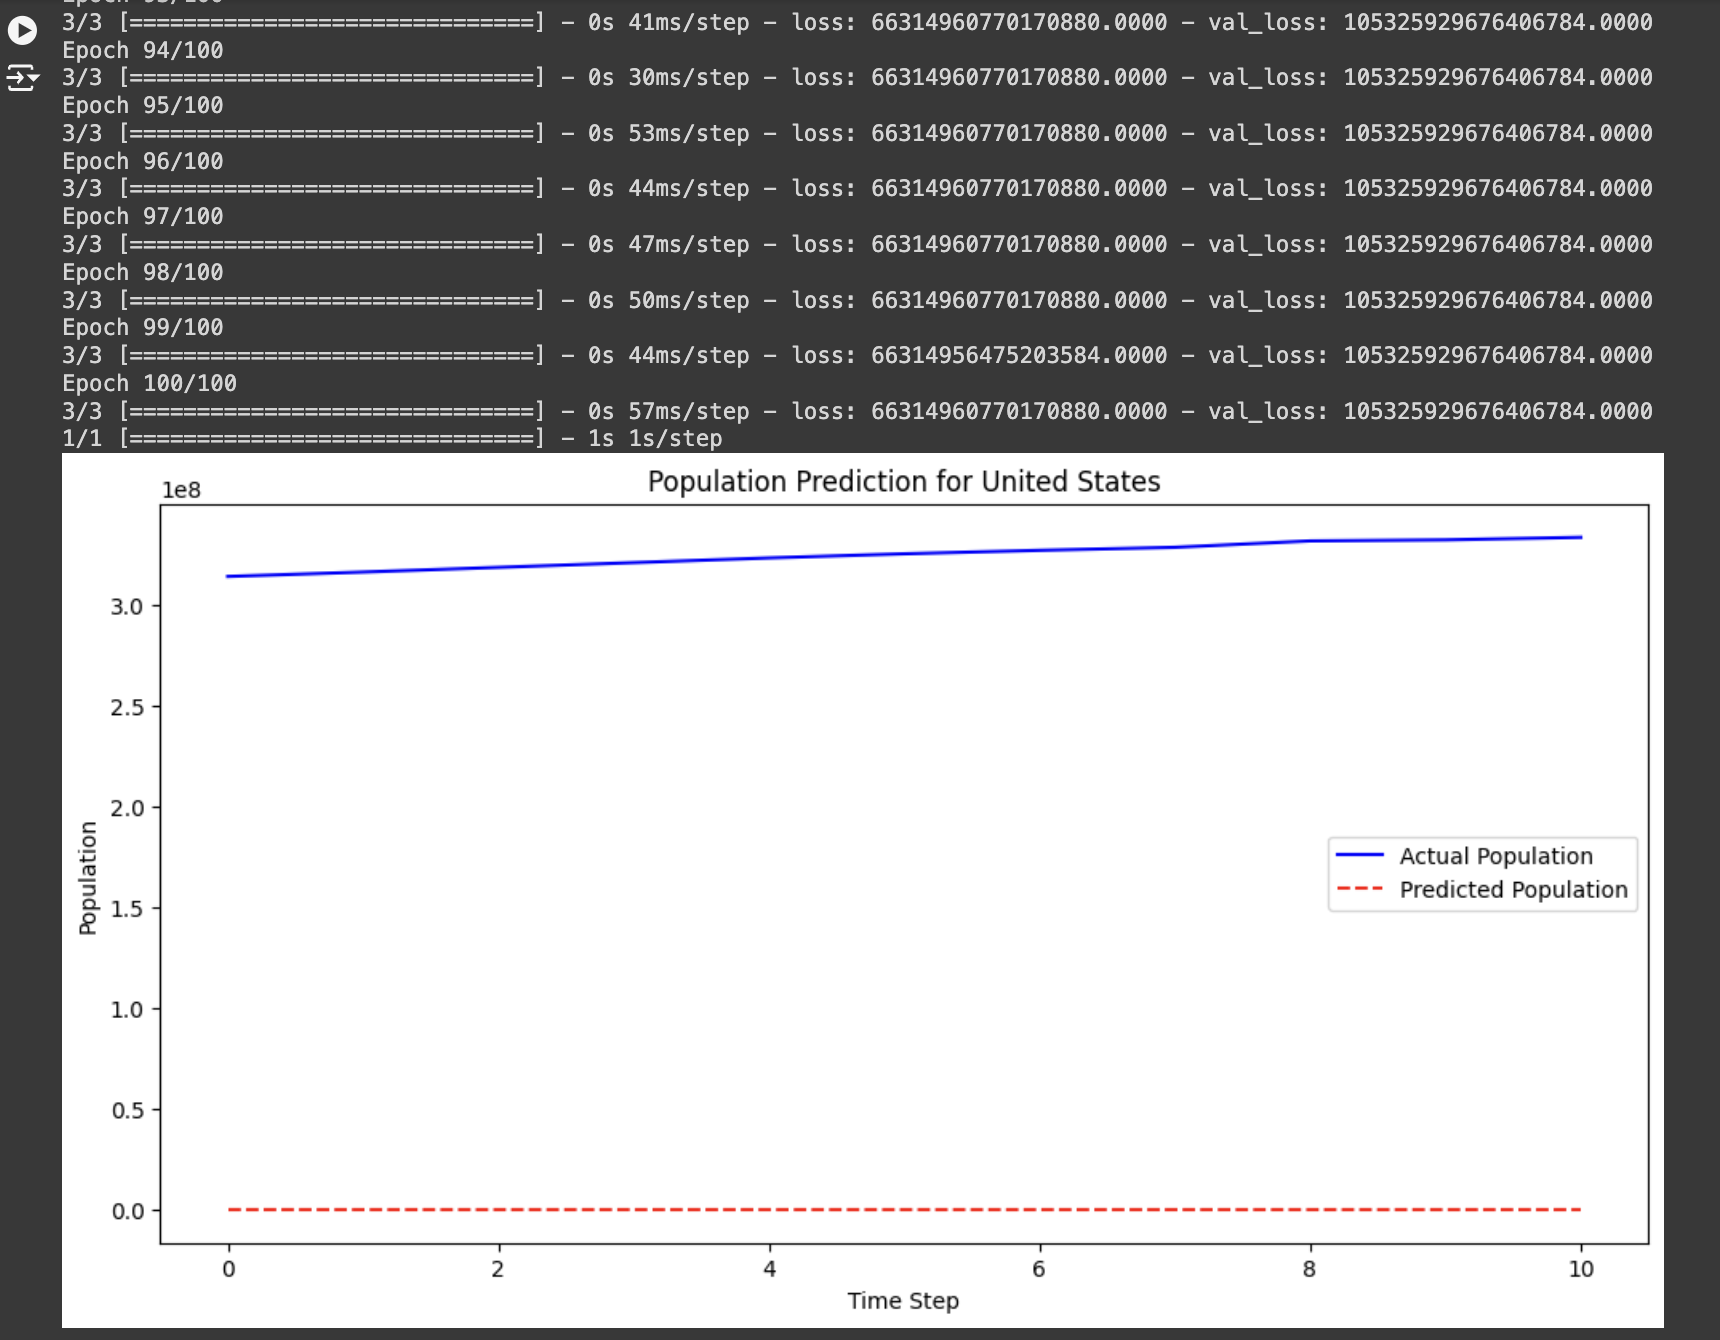 3/3 [==============================] - 0s 41ms/step - loss: 66314960770170880.0000 - val_loss: 105325929676406784.0000
Epoch 94/100
3/3 [==============================] - 0s 30ms/step - loss: 66314960770170880.0000 - val_loss: 105325929676406784.0000
Epoch 95/100
3/3 [==============================] - 0s 53ms/step - loss: 66314960770170880.0000 - val_loss: 105325929676406784.0000
Epoch 96/100
3/3 [==============================] - 0s 44ms/step - loss: 66314960770170880.0000 - val_loss: 105325929676406784.0000
Epoch 97/100
3/3 [==============================] - 0s 47ms/step - loss: 66314960770170880.0000 - val_loss: 105325929676406784.0000
Epoch 98/100
3/3 [==============================] - 0s 50ms/step - loss: 66314960770170880.0000 - val_loss: 105325929676406784.0000
Epoch 99/100
3/3 [==============================] - 0s 44ms/step - loss: 66314956475203584.0000 - val_loss: 105325929676406784.0000
Epoch 100/100
3/3 [==============================] - 0s 57ms/step - loss: 66314960770170880.0000 - val_loss: 105325929676406784.0000
1/1 [==============================] - 1s 1s/step
Population Prediction for United States
1e8
3.0
2.5
2.0
1.5
1.0
0.5
0.0
Population
Actual Population
Predicted Population
0 2 4 6 8 10
Time Step